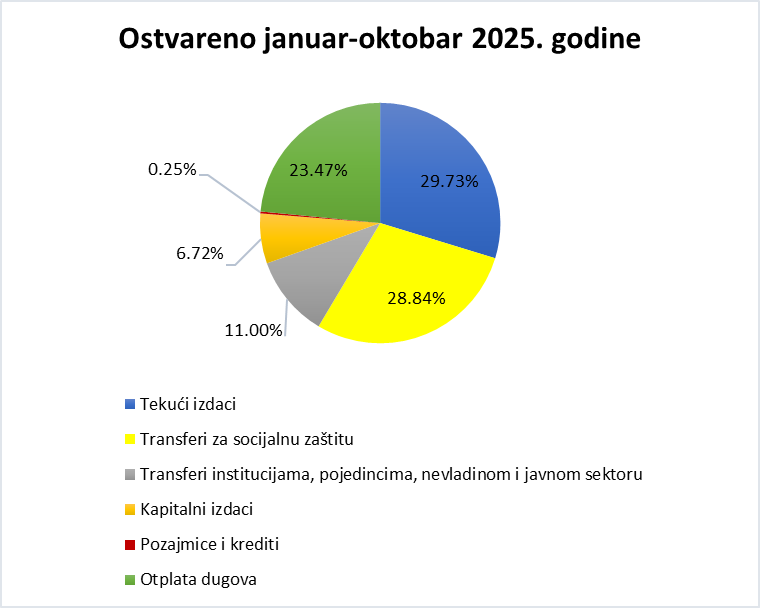 Ostvareno januar-oktobar 2025. godine
0.25%
23.47%
29.73%
6.72%
28.84%
11.00%
Tekući izdaci
Transferi za socijalnu zaštitu
Transferi institucijama, pojedincima, nevladinom i javnom sektoru
Kapitalni izdaci
Pozajmice i krediti
Otplata dugova